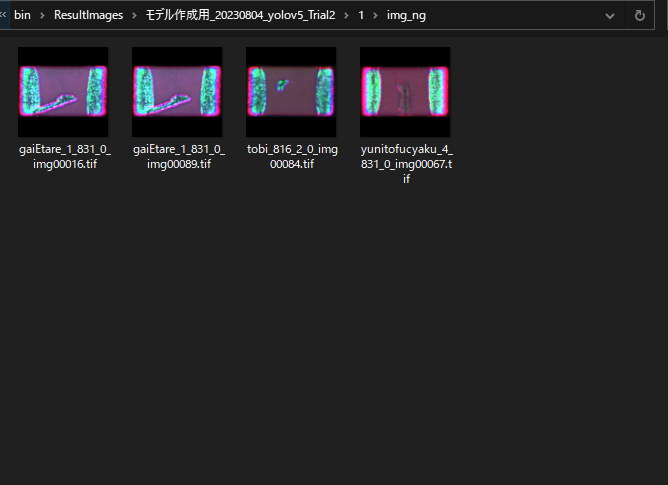 bin > ResultImages > モデル作成用_20230804_yolov5_Trial2 > 1 > img_ng
gaiEtare_1_831_0_
img00016.tif
gaiEtare_1_831_0_
img00089.tif
tobi_816_2_0_img
00084.tif
yunitofucyaku_4_
831_0_img00067.t
if